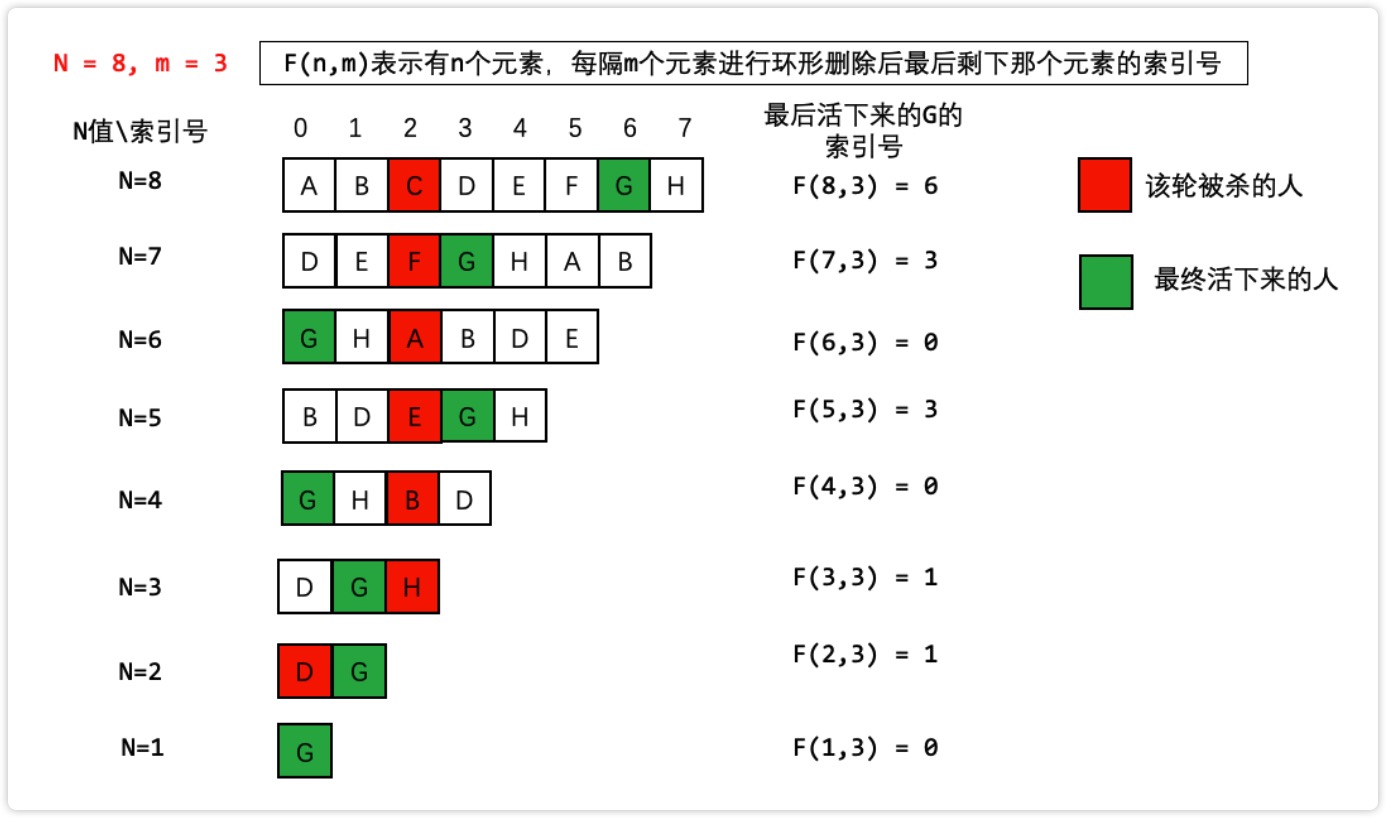 N = 8, m = 3
F(n,m)表示有n个元素，每隔m个元素进行环形删除后最后剩下那个元素的索引号
N值\索引号 0 1 2 3 4 5 6 7
最后活下来的G的
索引号
N=8 A B C D E F G H F(8,3) = 6
该轮被杀的人
N=7 D E F G H A B F(7,3) = 3
最终活下来的人
N=6 G H A B D E F(6,3) = 0
N=5 B D E G H F(5,3) = 3
N=4 G H B D F(4,3) = 0
N=3 D G H F(3,3) = 1
N=2 D G F(2,3) = 1
N=1 G F(1,3) = 0